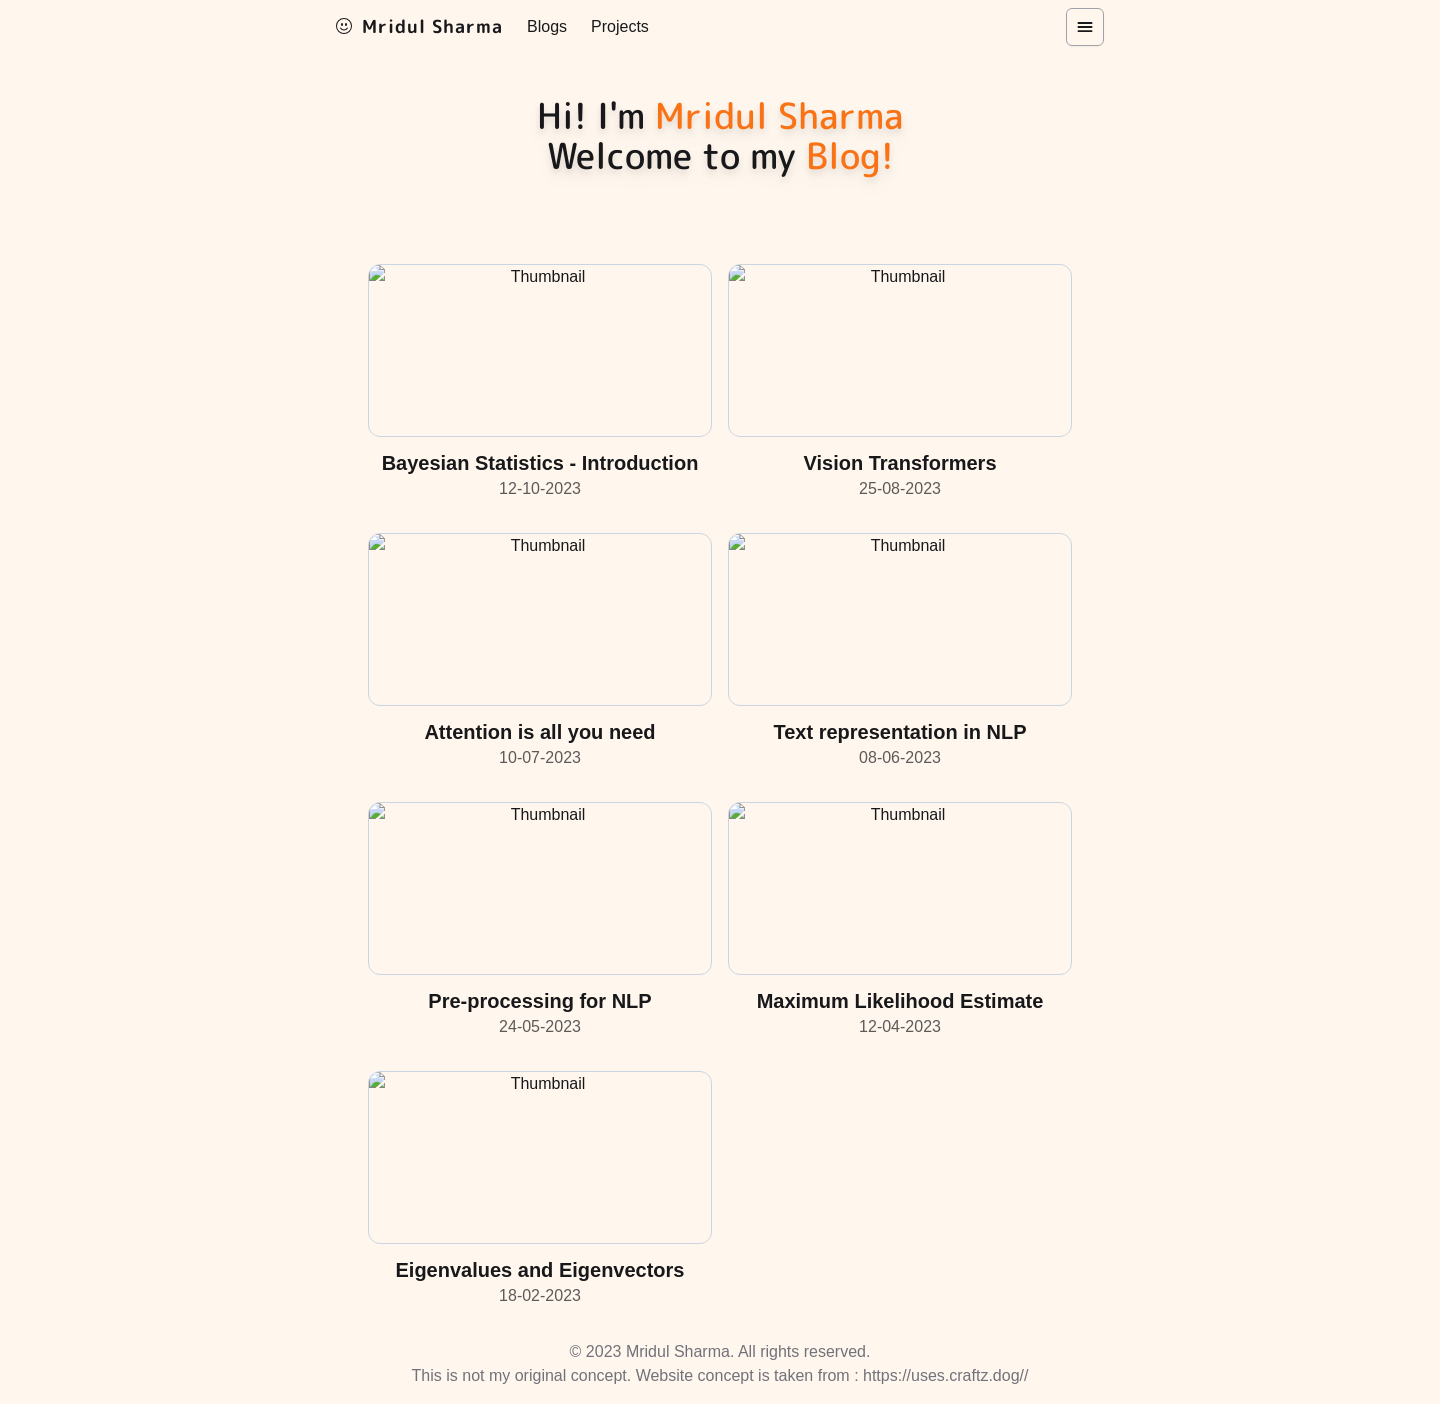 Mridul Sharma Blogs Projects
Hi! I'm Mridul Sharma
Welcome to my Blog!
Thumbnail Thumbnail
Bayesian Statistics - Introduction Vision Transformers
12-10-2023 25-08-2023
Thumbnail Thumbnail
Attention is all you need Text representation in NLP
10-07-2023 08-06-2023
Thumbnail Thumbnail
Pre-processing for NLP Maximum Likelihood Estimate
24-05-2023 12-04-2023
Thumbnail
Eigenvalues and Eigenvectors
18-02-2023
© 2023 Mridul Sharma. All rights reserved.
This is not my original concept. Website concept is taken from : https://uses.craftz.dog//